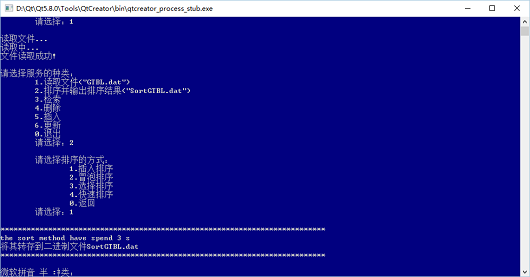 D:\Qt\Qt5.8.0\Tools\QtCreator\bin\qtcreator_process_stub.exe
请选择: 1
读取文件...
读取中...
文件读取成功!
请选择服务的种类:
1.读取文件("GTBL.dat")
2.排序并输出排序结果("SortGTBL.dat")
3.检索
4.删除
5.插入
6.更新
0.退出
请选择: 2
请选择排序的方式:
1.插入排序
2.冒泡排序
3.选择排序
4.快速排序
0.返回
请选择: 1
******************************************************************************
the sort method have spend 3 s
将其转存到二进制文件SortGTBL.dat
******************************************************************************
微软拼音 半 :种类: